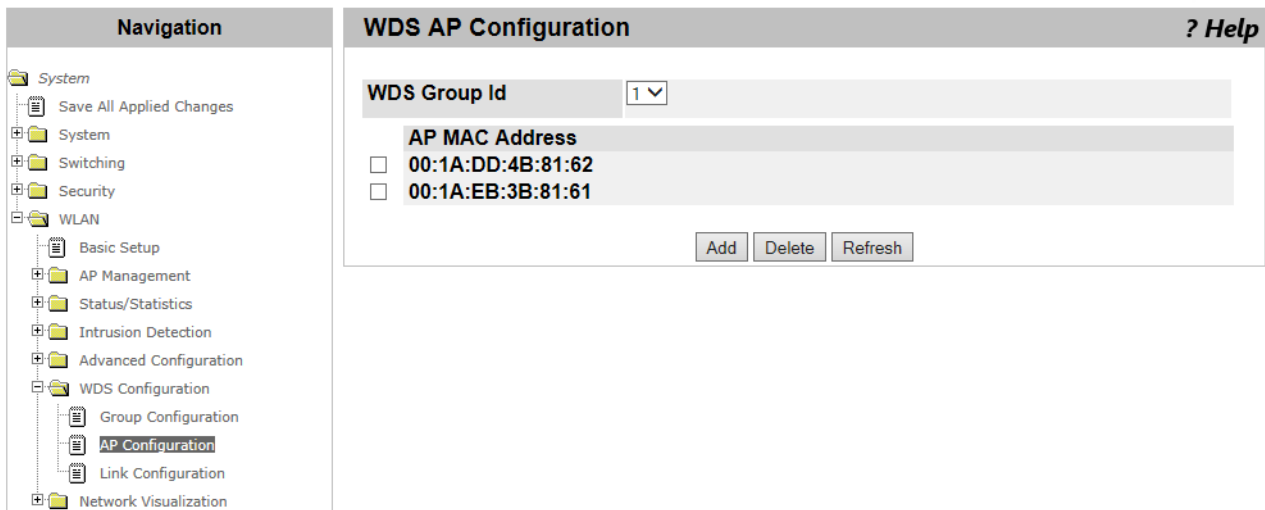 Navigation
System
Save All Applied Changes
System
Switching
Security
WLAN
Basic Setup
AP Management
Status/Statistics
Intrusion Detection
Advanced Configuration
WDS Configuration
Group Configuration
AP Configuration
Link Configuration
Network Visualization
WDS AP Configuration
? Help
WDS Group Id
1
AP MAC Address
00:1A:DD:4B:81:62
00:1A:EB:3B:81:61
Add Delete Refresh